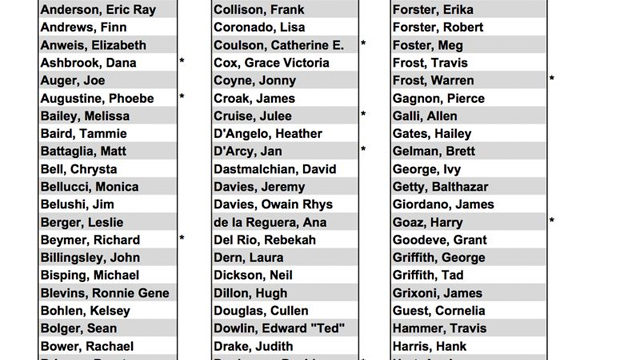 Anderson, Eric Ray
Andrews, Finn
Anweis, Elizabeth
Ashbrook, Dana *
Auger, Joe
Augustine, Phoebe *
Bailey, Melissa
Baird, Tammie
Battaglia, Matt
Bell, Chrysta
Bellucci, Monica
Belushi, Jim
Berger, Leslie
Beymer, Richard *
Billingsley, John
Bisping, Michael
Blevins, Ronnie Gene
Bohlen, Kelsey
Bolger, Sean
Bower, Rachael
Collison, Frank
Coronado, Lisa
Coulson, Catherine E. *
Cox, Grace Victoria
Coyne, Jonny
Croak, James
Cruise, Julee *
D'Angelo, Heather
D'Arcy, Jan *
Dastmalchian, David
Davies, Jeremy
Davies, Owain Rhys
de la Reguera, Ana
Del Rio, Rebekah
Dern, Laura
Dickson, Neil
Dillon, Hugh
Douglas, Cullen
Dowlin, Edward "Ted"
Drake, Judith
Forster, Erika
Forster, Robert
Foster, Meg
Frost, Travis
Frost, Warren *
Gagnon, Pierce
Galli, Allen
Gates, Hailey
Gelman, Brett
George, Ivy
Getty, Balthazar
Giordano, James
Goaz, Harry *
Goodeve, Grant
Griffith, George
Griffith, Tad
Grixoni, James
Guest, Cornelia
Hammer, Travis
Harris, Hank